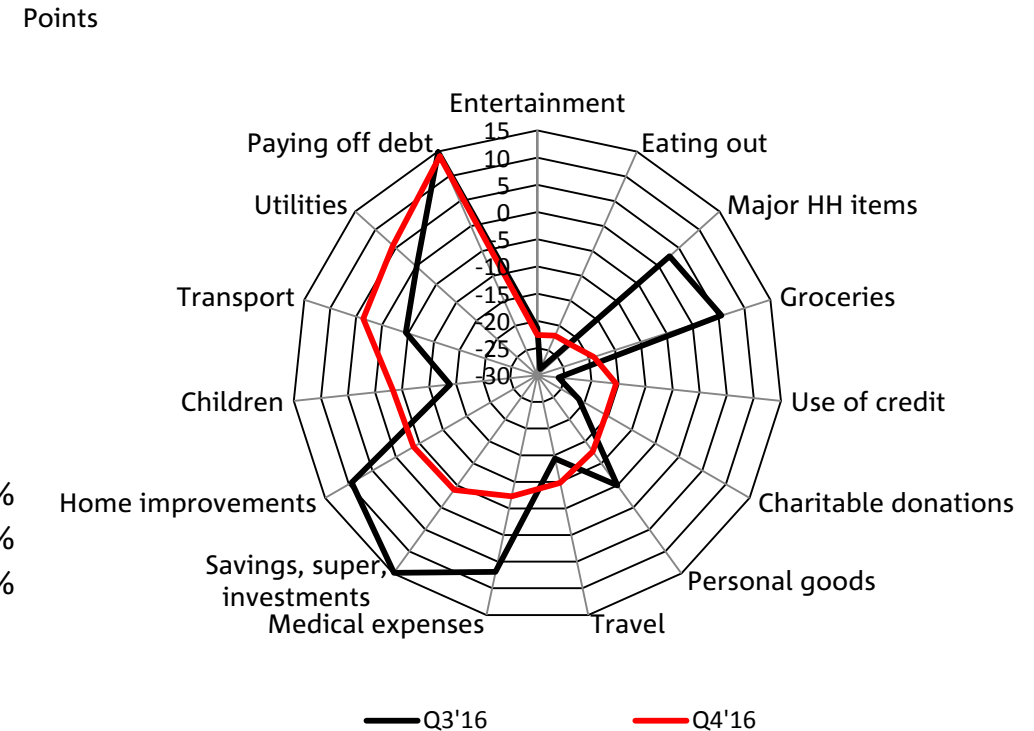 Points
Entertainment
15
Paying off debt
Eating out
10
5
Utilities
Major HH items
0
-5
-10
Transport
Groceries
-15
-20
-25
-30
Children
Use of credit
%
Home improvements
Charitable donations
%
Savings, super,
investments
%
Personal goods
Medical expenses
Travel
Q3'16
Q4'16